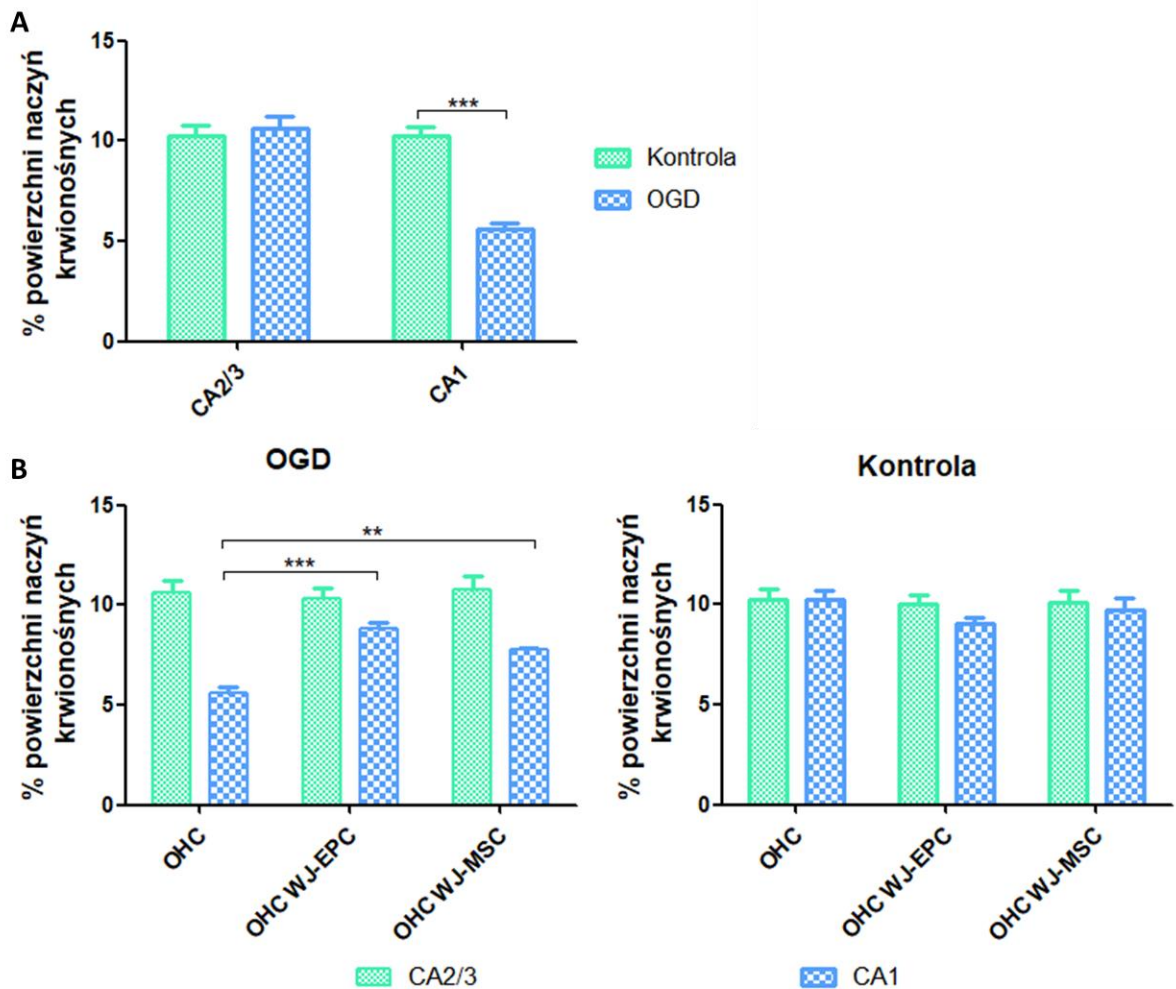 A
% powierzchni naczyń
krwionośnych
15
10
5
0
***
CA2/3
CA1
Kontrola
OGD
B
OGD
% powierzchni naczyń
krwionośnych
15
10
5
0
**
***
OHC
OHC WJ-EPC
OHC WJ-MSC
Kontrola
% powierzchni naczyń
krwionośnych
15
10
5
0
OHC
OHC WJ-EPC
OHC WJ-MSC
CA2/3
CA1